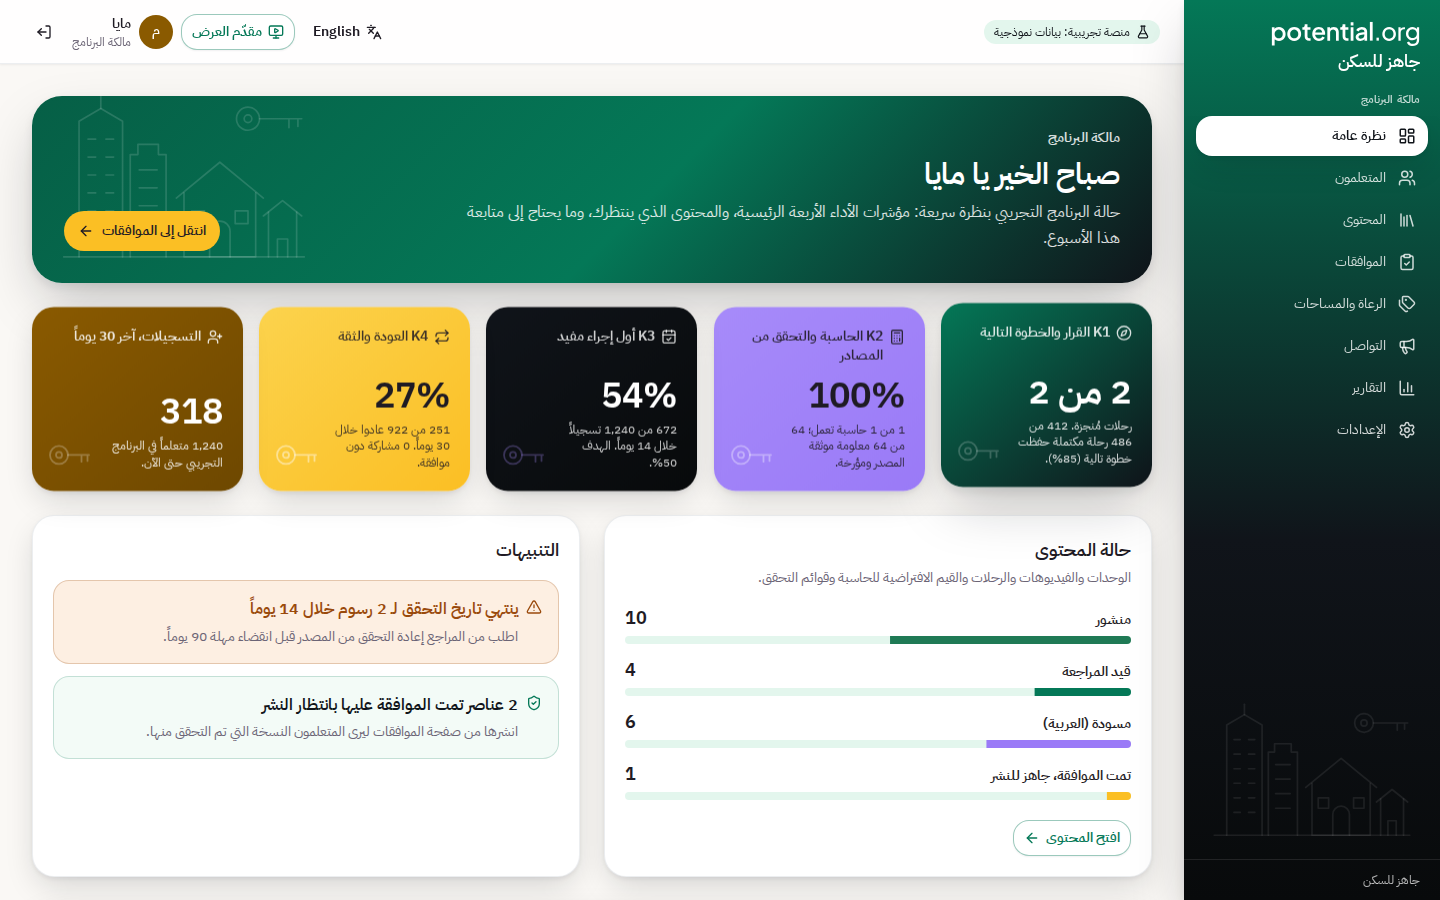 potential.org
جاهز للسكن
مالكة البرنامج
نظرة عامة
المتعلمون
المحتوى
الموافقات
الرعاة والمساحات
التواصل
التقارير
الإعدادات
جاهز للسكن
منصة تجريبية: بيانات نموذجية
English
مقدّم العرض
م
مايا
مالكة البرنامج
مالكة البرنامج
صباح الخير يا مايا
حالة البرنامج التجريبي بنظرة سريعة: مؤشرات الأداء الأربعة الرئيسية، والمحتوى الذي ينتظرك، وما يحتاج إلى متابعة
هذا الأسبوع.
انتقل إلى الموافقات
K1 القرار والخطوة التالية
2 من 2
رحلات مُنجزة. 412 من
486 رحلة مكتملة حفظت
خطوة تالية (85%).
K2 الحاسبة والتحقق من
المصادر
100%
1 من 1 حاسبة تعمل؛ 64
من 64 معلومة موثقة
المصدر ومؤرخة.
K3 أول إجراء مفيد
54%
672 من 1,240 تسجيلاً
خلال 14 يوماً. الهدف
50%.
K4 العودة والثقة
27%
251 من 922 عادوا خلال
30 يوماً. 0 مشاركة دون
موافقة.
التسجيلات، آخر 30 يوماً
318
1,240 متعلماً في البرنامج
التجريبي حتى الآن.
حالة المحتوى
الوحدات والفيديوهات والرحلات والقيم الافتراضية للحاسبة وقوائم التحقق.
منشور
10
قيد المراجعة
4
مسودة (العربية)
6
تمت الموافقة، جاهز للنشر
1
افتح المحتوى
التنبيهات
ينتهي تاريخ التحقق لـ 2 رسوم خلال 14 يوماً
اطلب من المراجع إعادة التحقق من المصدر قبل انقضاء مهلة 90 يوماً.
2 عناصر تمت الموافقة عليها بانتظار النشر
انشرها من صفحة الموافقات ليرى المتعلمون النسخة التي تم التحقق منها.